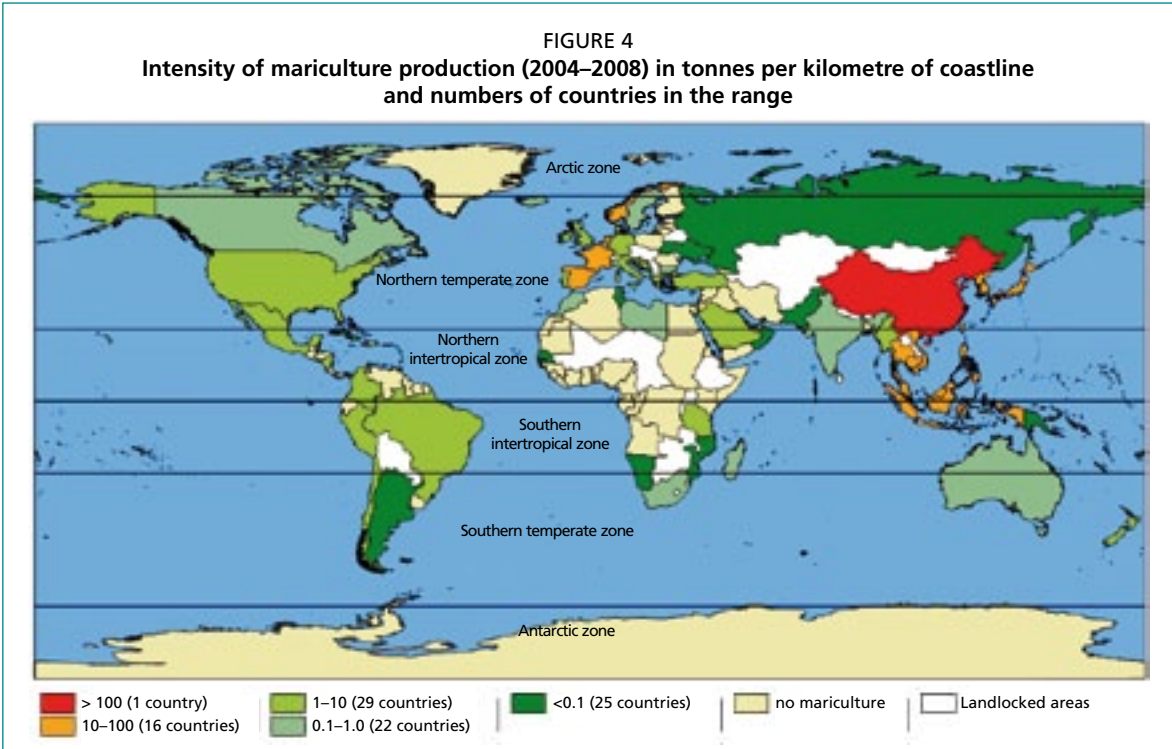 FIGURE 4
Intensity of mariculture production (2004–2008) in tonnes per kilometre of coastline
and numbers of countries in the range
Arctic zone
Northern temperate zone
Northern
intertropical zone
Southern
intertropical zone
Southern temperate zone
Antarctic zone
> 100 (1 country)
10–100 (16 countries)
1–10 (29 countries)
0.1–1.0 (22 countries)
<0.1 (25 countries)
no mariculture
Landlocked areas